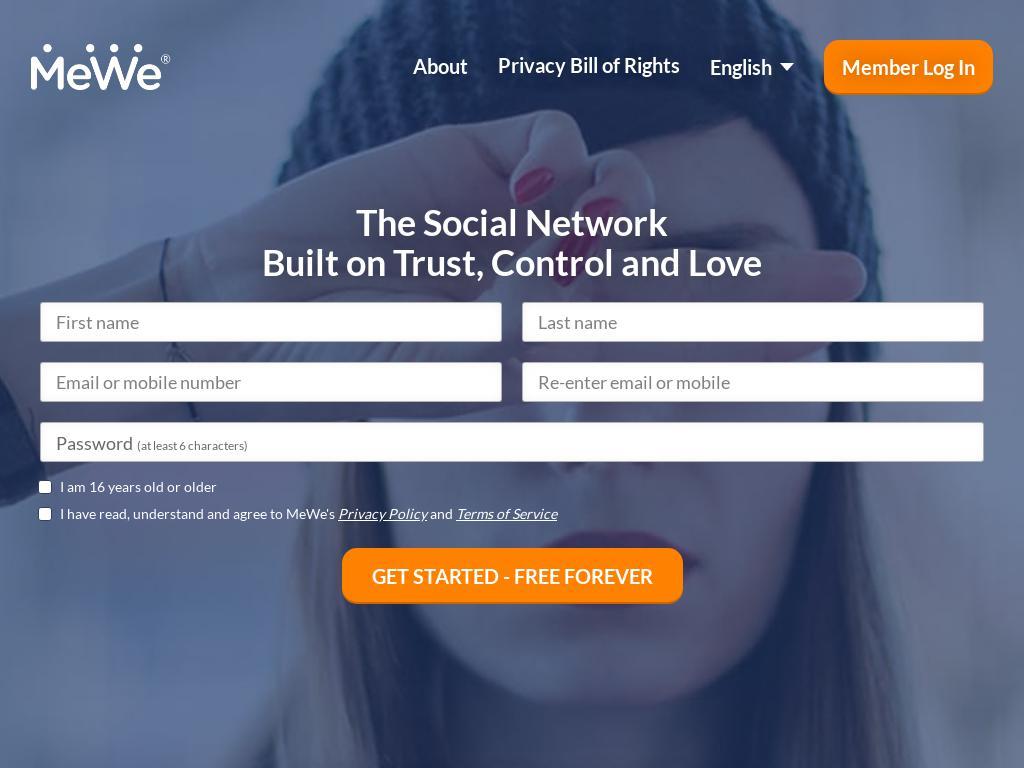 MeWe®
About
Privacy Bill of Rights
English
Member Log In
The Social Network
Built on Trust, Control and Love
First name
Last name
Email or mobile number
Re-enter email or mobile
Password (at least 6 characters)
I am 16 years old or older
I have read, understand and agree to MeWe's Privacy Policy and Terms of Service
GET STARTED - FREE FOREVER